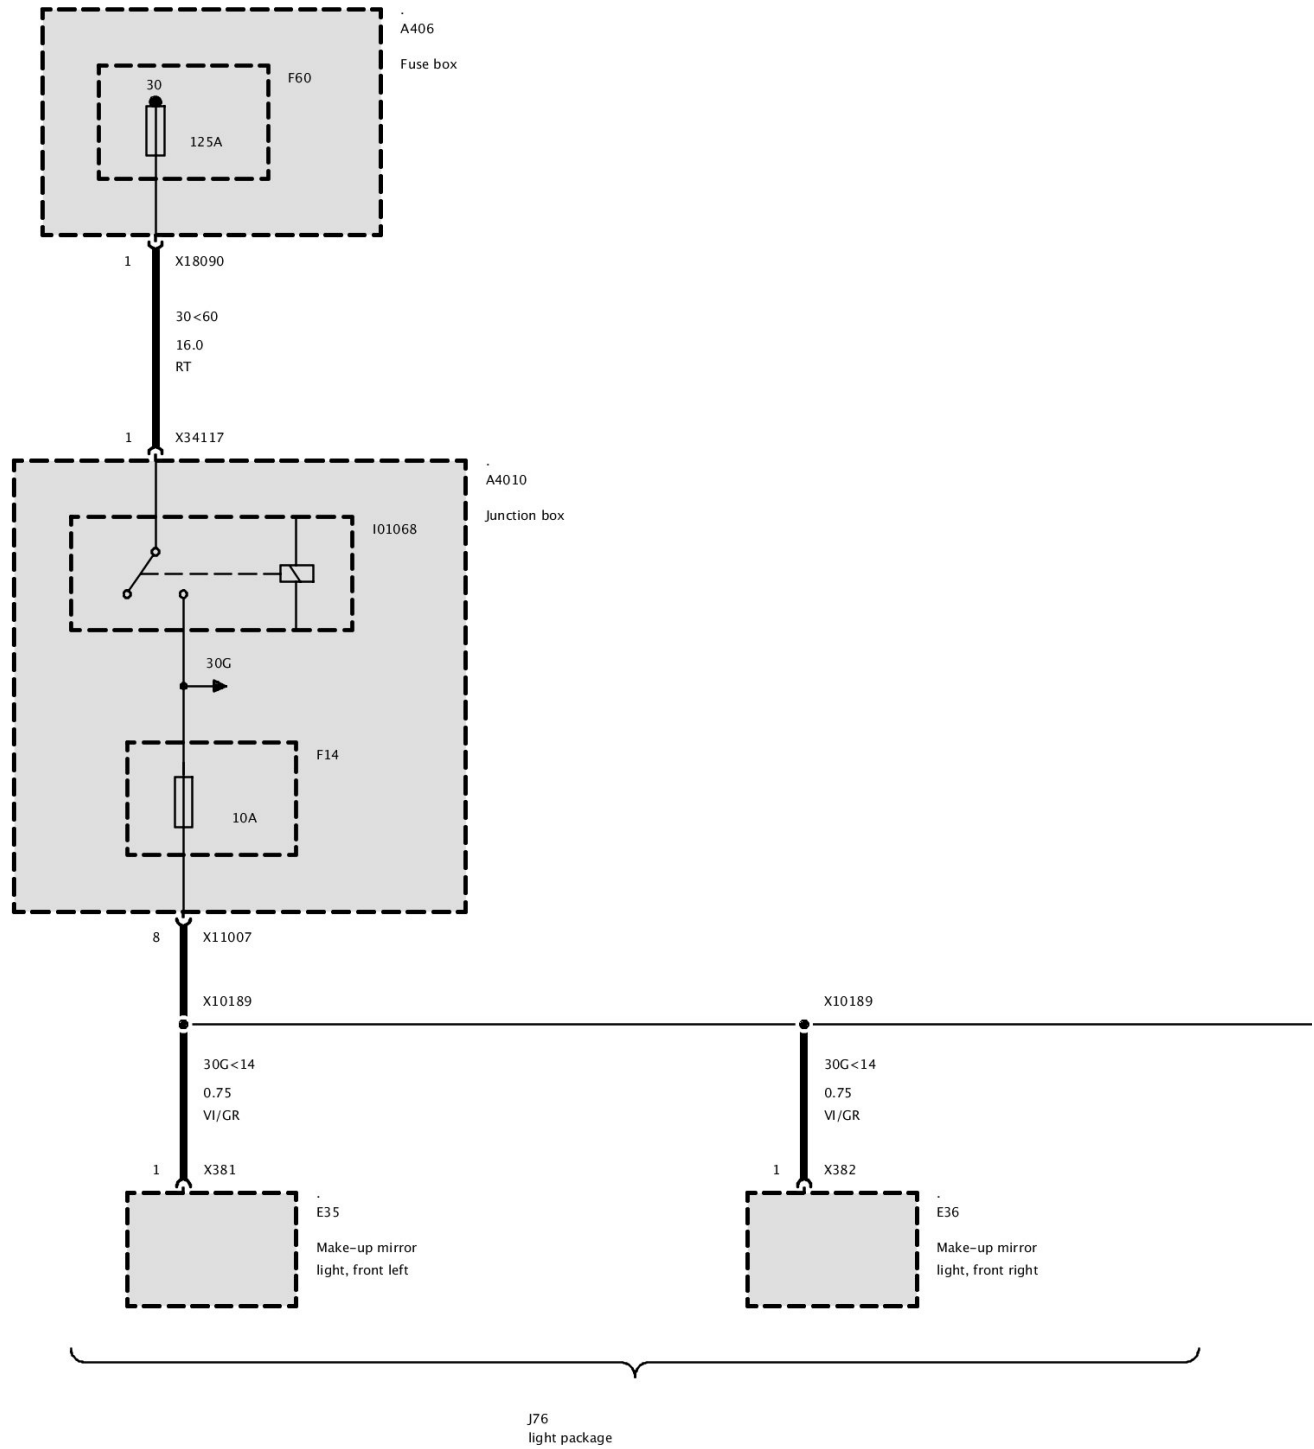 A406
Fuse box
F60
30
125A
1 X18090
30<60
16.0
RT
1 X34117
A4010
Junction box
I01068
30G
F14
10A
8 X11007
X10189 X10189
30G<14 30G<14
0.75 0.75
VI/GR VI/GR
1 X381 1 X382
E35
Make-up mirror
light, front left
E36
Make-up mirror
light, front right
J76
light package